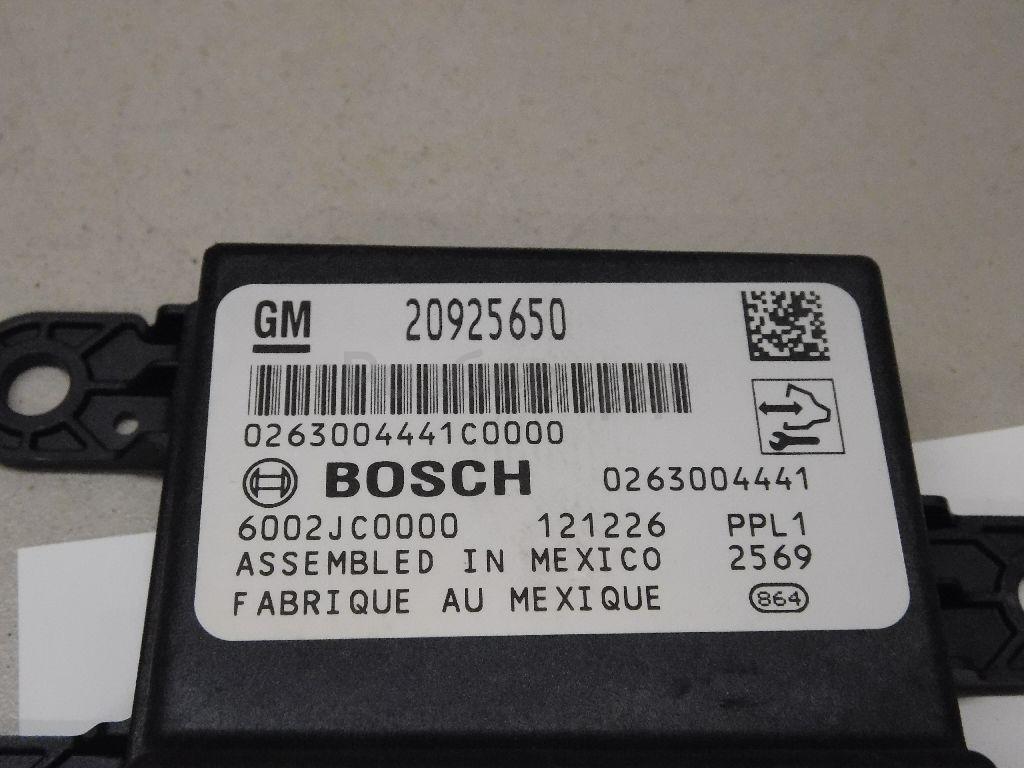 GM 20925650
0263004441C0000
BOSCH 0263004441
6002JC0000 121226 PPL1
ASSEMBLED IN MEXICO 2569
FABRIQUE AU MEXIQUE 864